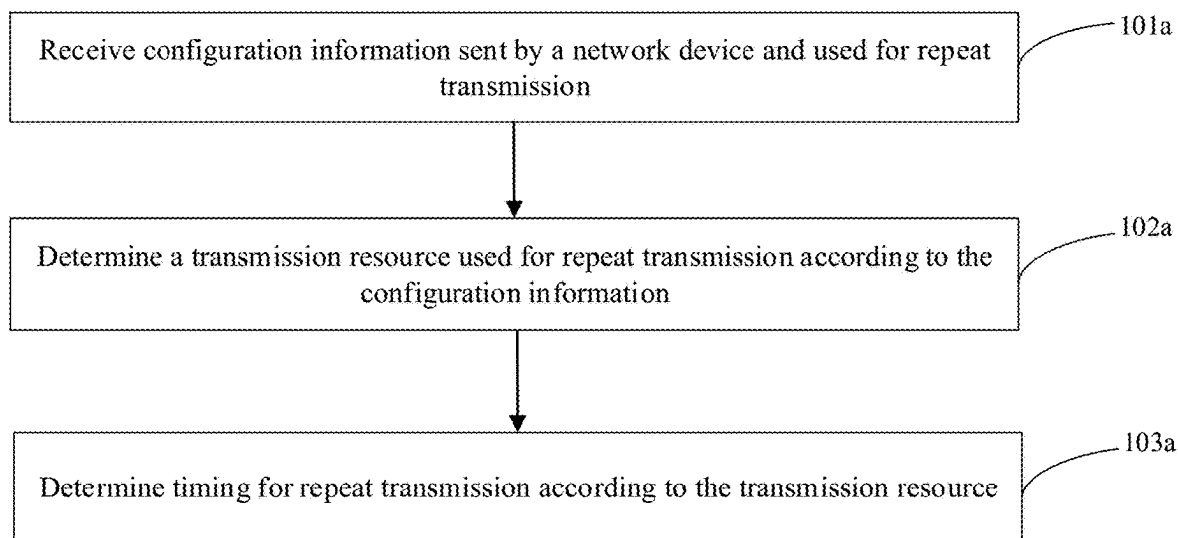 Receive configuration information sent by a network device and used for repeat
transmission
101a
Determine a transmission resource used for repeat transmission according to the
configuration information
102a
Determine timing for repeat transmission according to the transmission resource
103a